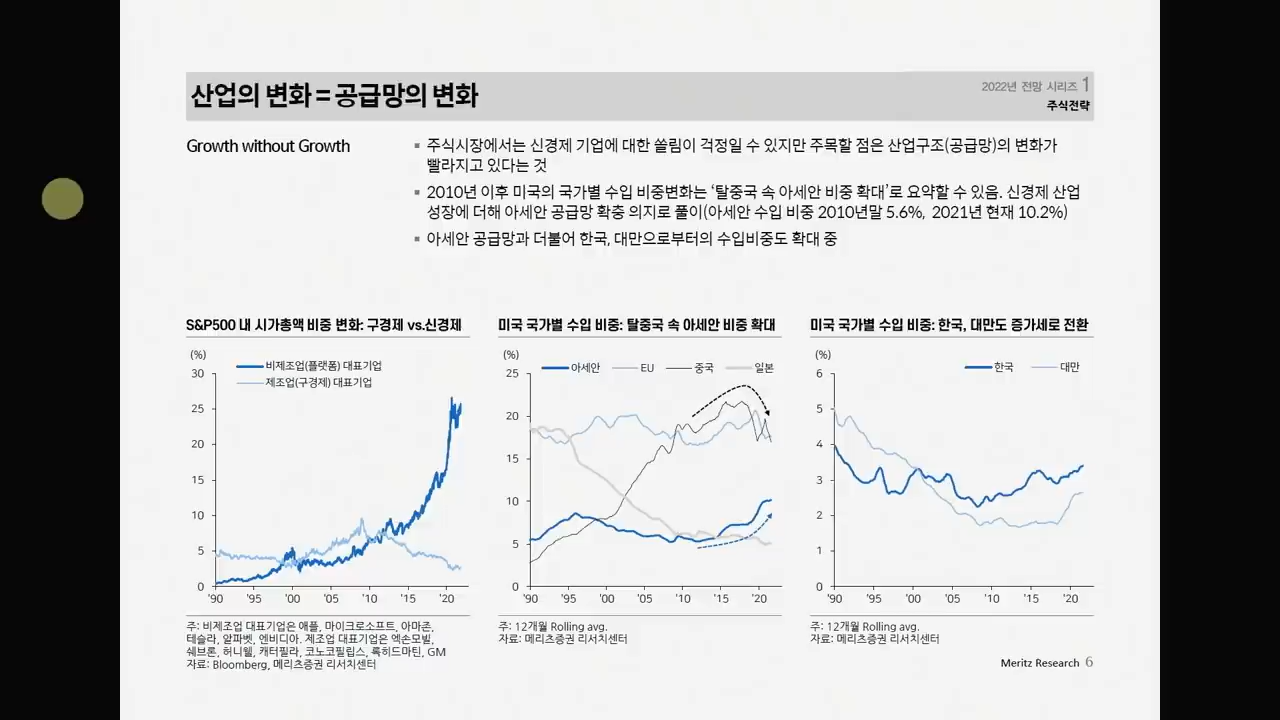 산업의 변화 = 공급망의 변화
2022년 전망 시리즈 1
주식전략
Growth without Growth
▪ 주식시장에서는 신경제 기업에 대한 쏠림이 걱정일 수 있지만 주목할 점은 산업구조(공급망)의 변화가
빨라지고 있다는 것
▪ 2010년 이후 미국의 국가별 수입 비중변화는 ‘탈중국 속 아세안 비중 확대’로 요약할 수 있음. 신경제 산업
성장에 더해 아세안 공급망 확충 의지로 풀이(아세안 수입 비중 2010년말 5.6%, 2021년 현재 10.2%)
▪ 아세안 공급망과 더불어 한국, 대만으로부터의 수입비중도 확대 중
S&P500 내 시가총액 비중 변화: 구경제 vs.신경제
(%)
비제조업(플랫폼) 대표기업
제조업(구경제) 대표기업
30
25
20
15
10
5
0
'90 '95 '00 '05 '10 '15 '20
주: 비제조업 대표기업은 애플, 마이크로소프트, 아마존,
테슬라, 알파벳, 엔비디아. 제조업 대표기업은 엑손모빌,
쉐브론, 허니웰, 캐터필라, 코노코필립스, 록히드마틴, GM
자료: Bloomberg, 메리츠증권 리서치센터
미국 국가별 수입 비중: 탈중국 속 아세안 비중 확대
(%)
아세안 EU 중국 일본
25
20
15
10
5
0
'90 '95 '00 '05 '10 '15 '20
주: 12개월 Rolling avg.
자료: 메리츠증권 리서치센터
미국 국가별 수입 비중: 한국, 대만도 증가세로 전환
(%)
한국 대만
6
5
4
3
2
1
0
'90 '95 '00 '05 '10 '15 '20
주: 12개월 Rolling avg.
자료: 메리츠증권 리서치센터
Meritz Research 6